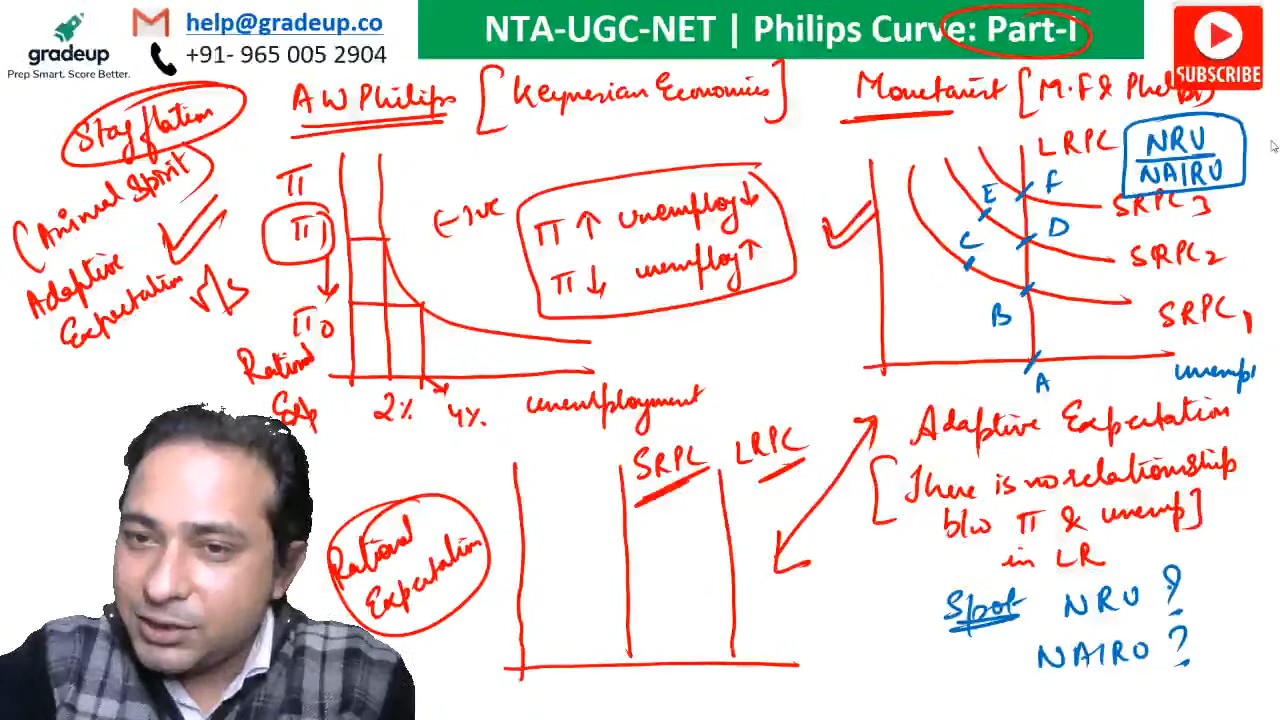 gradeup
Prep Smart. Score Better.
help@gradeup.co
+91- 965 005 2904
NTA-UGC-NET | Philips Curve: Part-I
SUBSCRIBE
Stagflation
(Animal Spirit)
Adaptive
Expectation v/s
Rational
Exp
AW Philips [Keynesian Economics]
π
π1
π0
(-)ive
2% 4% unemployment
π ↑ unemploy ↓
π ↓ unemploy ↑
Monetarist [M.F &
LRPC
NRU
NAIRU
SRPC3
SRPC2
SRPC1
E F
C D
B
A
unempl
Rational
Expectation
SRPC LRPC
Adaptive Expectation
[There is no relationship
b/w π & unemp]
in LR
Spot NRU ?
NAIRU ?